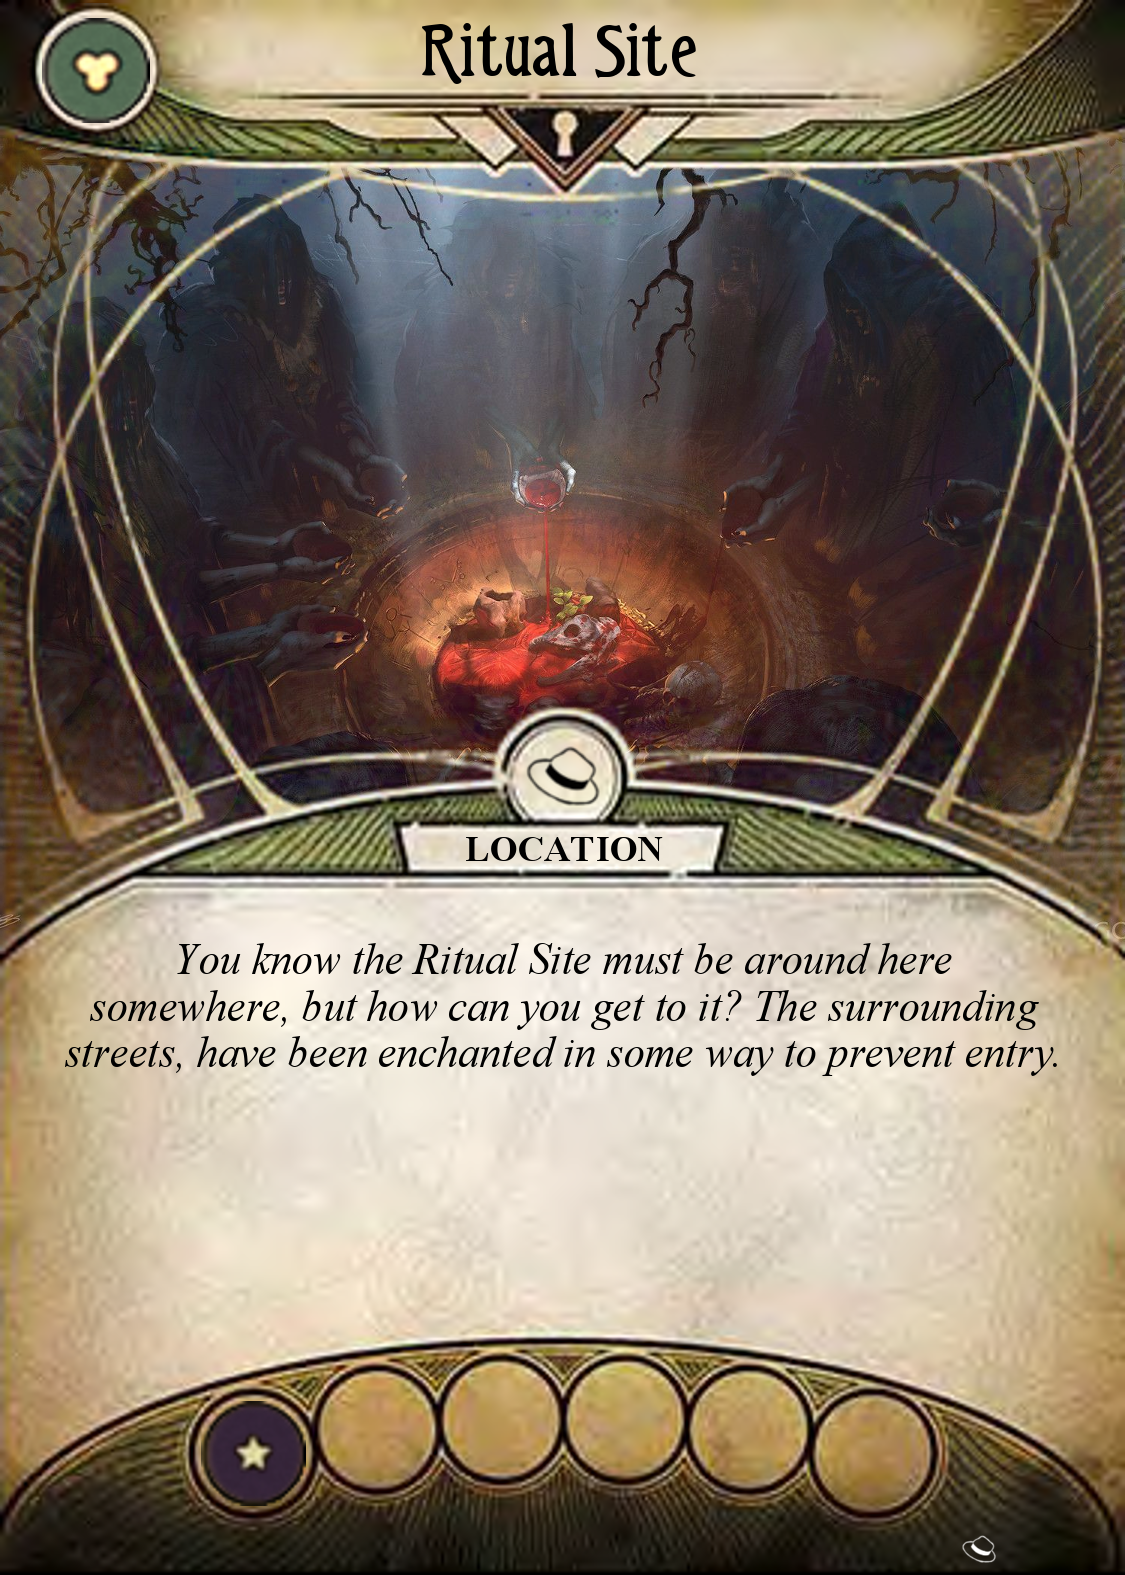 Ritual Site
LOCATION
You know the Ritual Site must be around here
somewhere, but how can you get to it? The surrounding
streets, have been enchanted in some way to prevent entry.